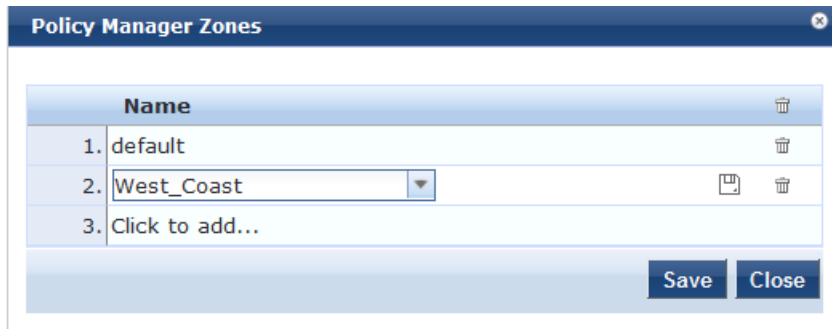 Policy Manager Zones
Name
1. default
2. West_Coast
3. Click to add...
Save Close